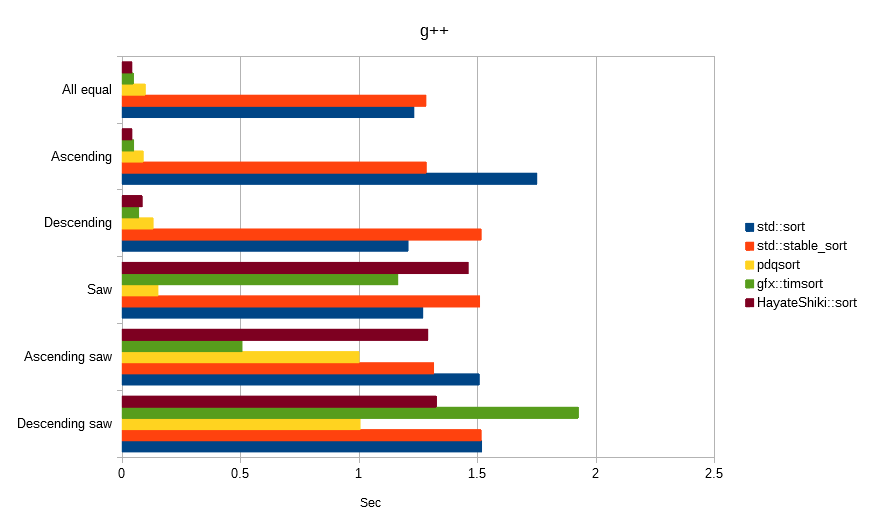 g++
All equal
Ascending
Descending
Saw
Ascending saw
Descending saw
0 0.5 1 1.5 2 2.5
Sec
std::sort
std::stable_sort
pdqsort
gfx::timsort
HayateShiki::sort